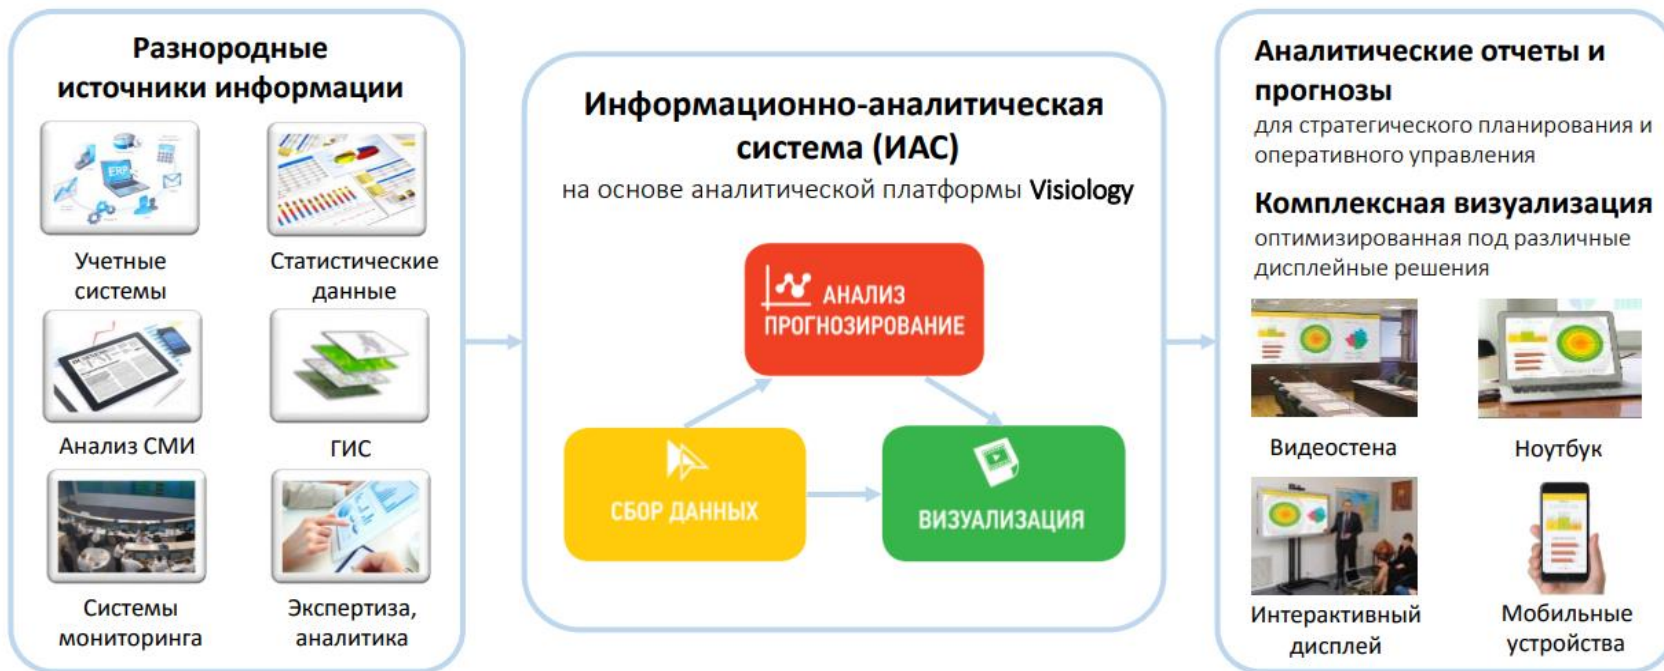 Разнородные
источники информации
ERP
Учетные
системы
Статистические
данные
Анализ СМИ
ГИС
Системы
мониторинга
Экспертиза,
аналитика
Информационно-аналитическая
система (ИАС)
на основе аналитической платформы Visiology
АНАЛИЗ
ПРОГНОЗИРОВАНИЕ
СБОР ДАННЫХ
ВИЗУАЛИЗАЦИЯ
Аналитические отчеты и
прогнозы
для стратегического планирования и
оперативного управления
Комплексная визуализация
оптимизированная под различные
дисплейные решения
Видеостена
Ноутбук
Интерактивный
дисплей
Мобильные
устройства